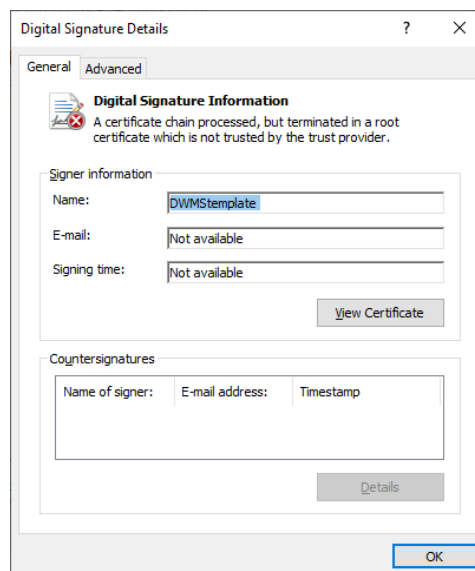 Digital Signature Details
?
General
Advanced
Digital Signature Information
A certificate chain processed, but terminated in a root
certificate which is not trusted by the trust provider.
Signer information
Name:
DWMStemplate
E-mail:
Not available
Signing time:
Not available
View Certificate
Countersignatures
Name of signer:
E-mail address:
Timestamp
Details
OK